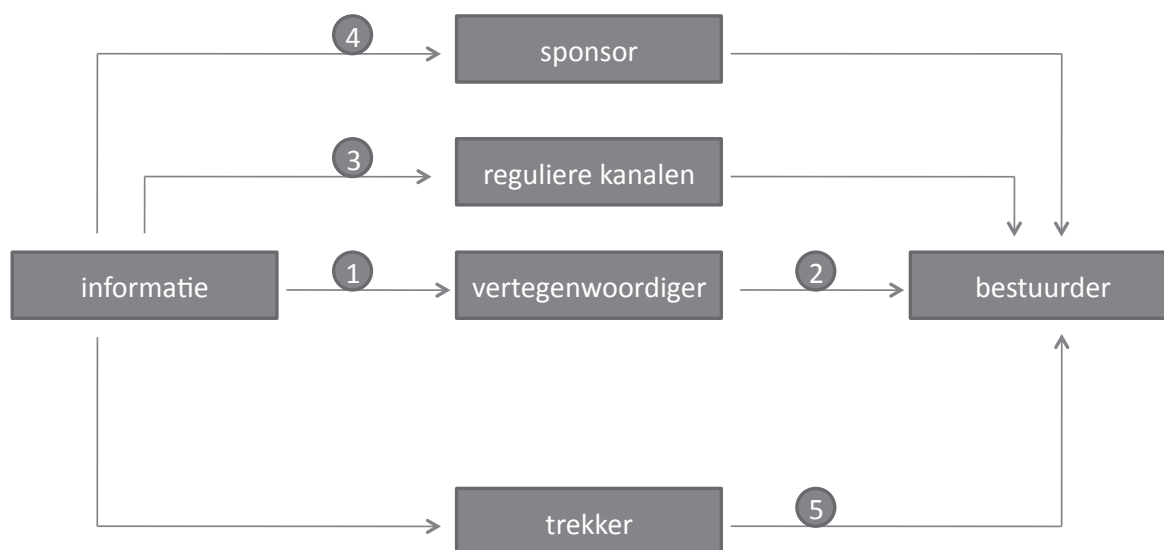 4
sponsor
3
reguliere kanalen
informatie
1
vertegenwoordiger
2
bestuurder
trekker
5